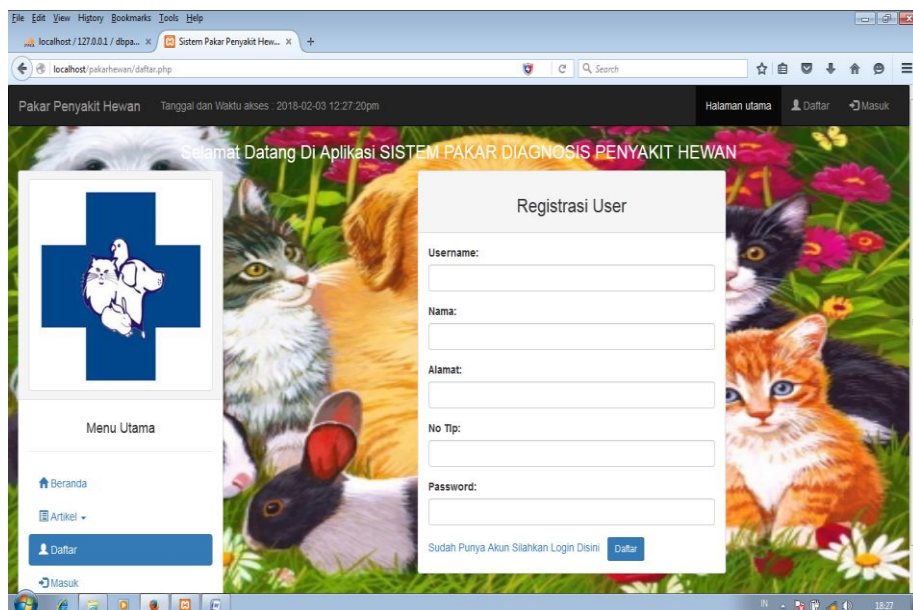 File Edit View History Bookmarks Tools Help
localhost / 127.0.0.1 / dbpa... × Sistem Pakar Penyakit Hew... × +
localhost/pakarhewan/daftar.php Search
Pakar Penyakit Hewan Tanggal dan Waktu akses : 2018-02-03 12:27:20pm Halaman utama Daftar Masuk
Selamat Datang Di Aplikasi SISTEM PAKAR DIAGNOSIS PENYAKIT HEWAN
Registrasi User
Username:
Nama:
Alamat:
No Tlp:
Password:
Sudah Punya Akun Silahkan Login Disini Daftar
Menu Utama
Beranda
Artikel
Daftar
Masuk
IN 18:27